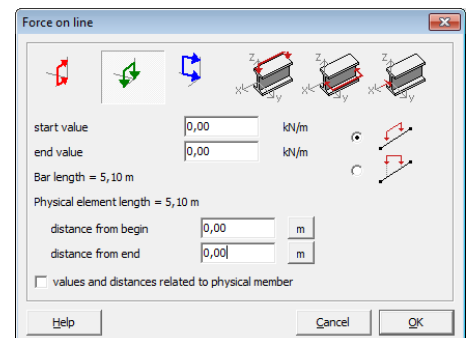 Force on line
Z
x
y
Z
x
y
Z
x
y
start value 0,00 kN/m
end value 0,00 kN/m
Bar length = 5,10 m
Physical element length = 5,10 m
distance from begin 0,00 m
distance from end 0,00 m
values and distances related to physical member
Help Cancel OK